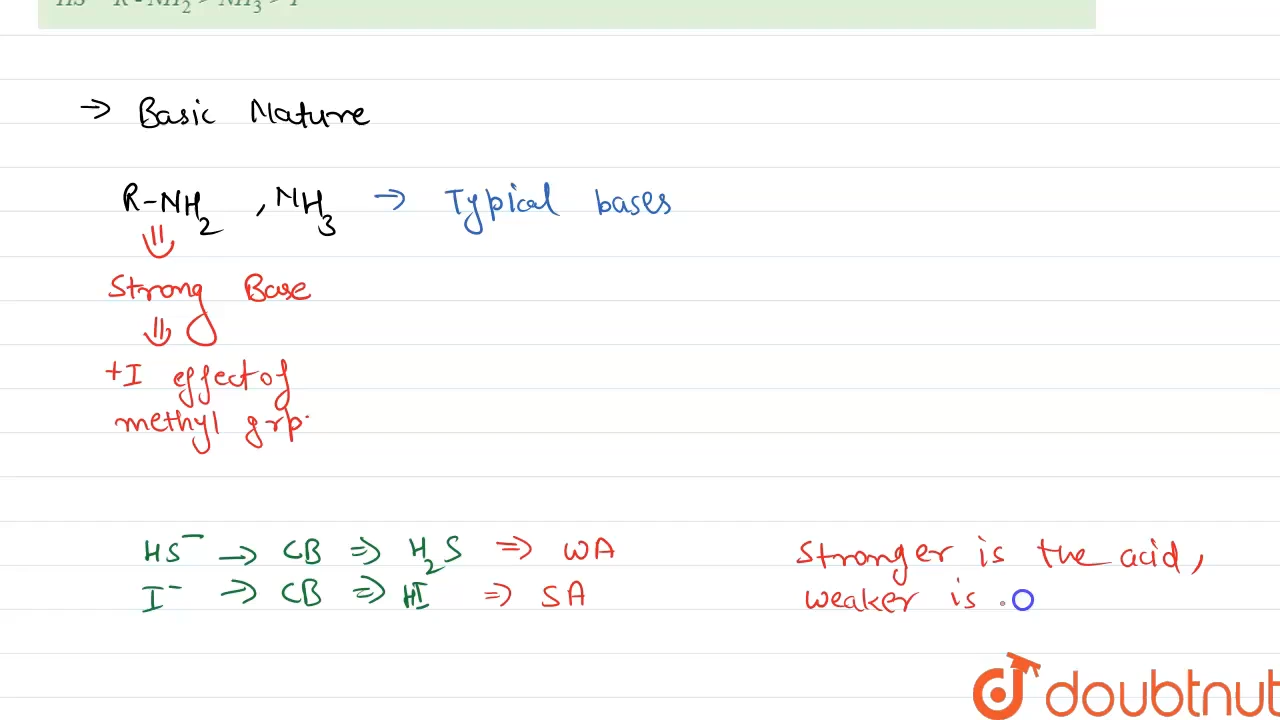 → Basic Nature
R-NH2 , NH3 → Typical bases
⇓
Strong Base
⇓
+I effect of
methyl grp.
HS⁻ → CB ⇒ H2S ⇒ WA
I⁻ → CB ⇒ HI ⇒ SA
Stronger is the acid,
weaker is
doubtnut